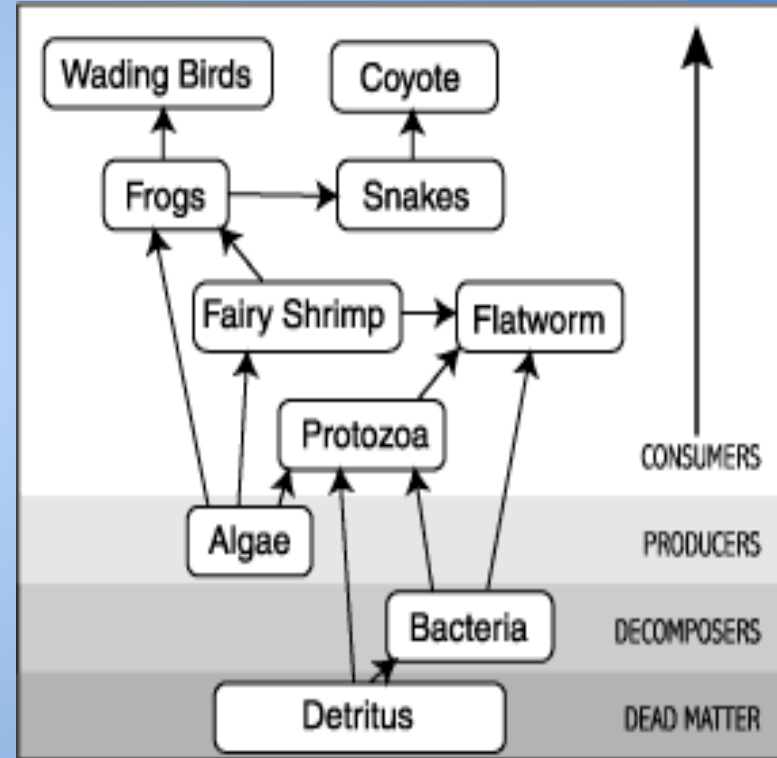 Wading Birds
Coyote
Frogs
Snakes
Fairy Shrimp
Flatworm
Protozoa
CONSUMERS
Algae
PRODUCERS
Bacteria
DECOMPOSERS
Detritus
DEAD MATTER